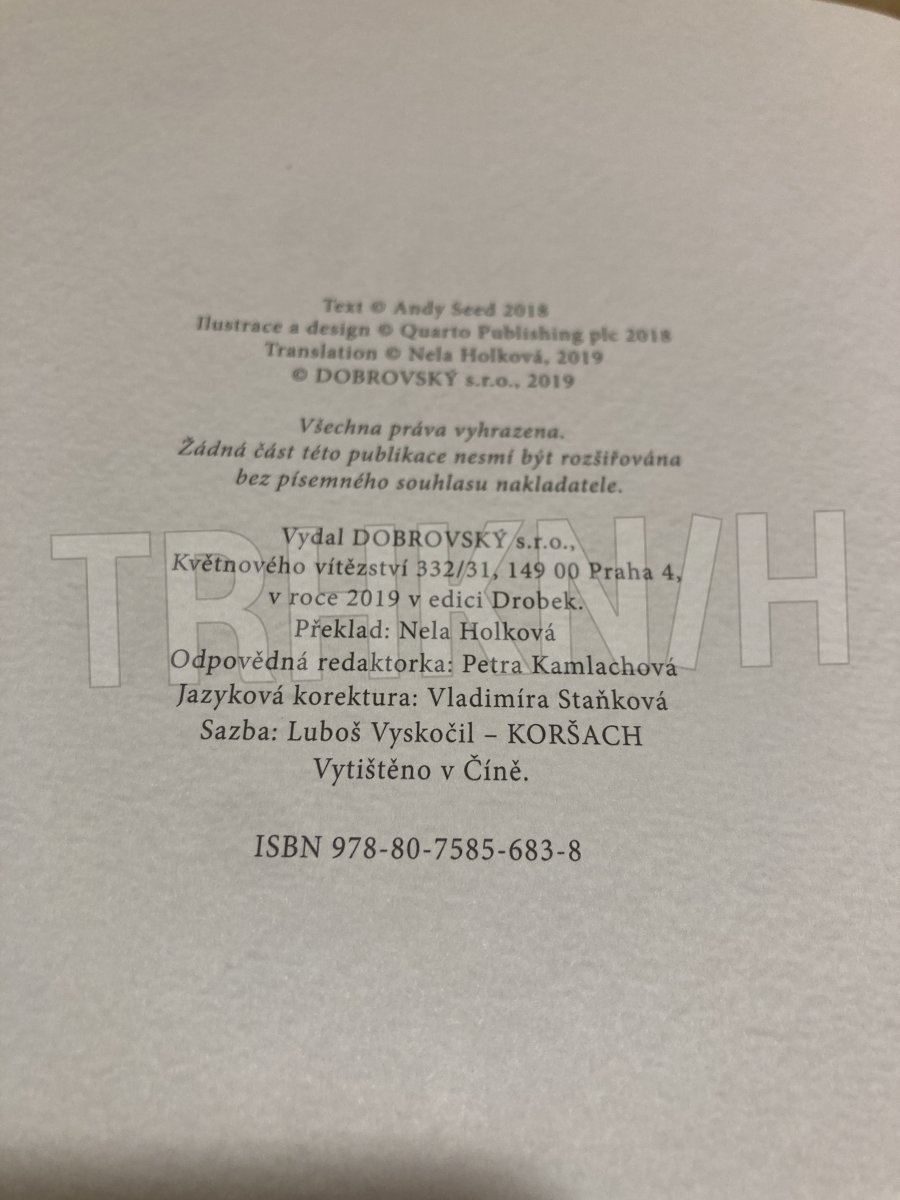 Text © Andy Seed 2018
Ilustrace a design © Quarto Publishing plc 2018
Translation © Nela Holková, 2019
© DOBROVSKÝ s.r.o., 2019
Všechna práva vyhrazena.
Žádná část této publikace nesmí být rozšiřována
bez písemného souhlasu nakladatele.
Vydal DOBROVSKÝ s.r.o.,
Květnového vítězství 332/31, 149 00 Praha 4,
v roce 2019 v edici Drobek.
Překlad: Nela Holková
Odpovědná redaktorka: Petra Kamlachová
Jazyková korektura: Vladimíra Staňková
Sazba: Luboš Vyskočil – KORŠACH
Vytištěno v Číně.
ISBN 978-80-7585-683-8
TRHKNIH